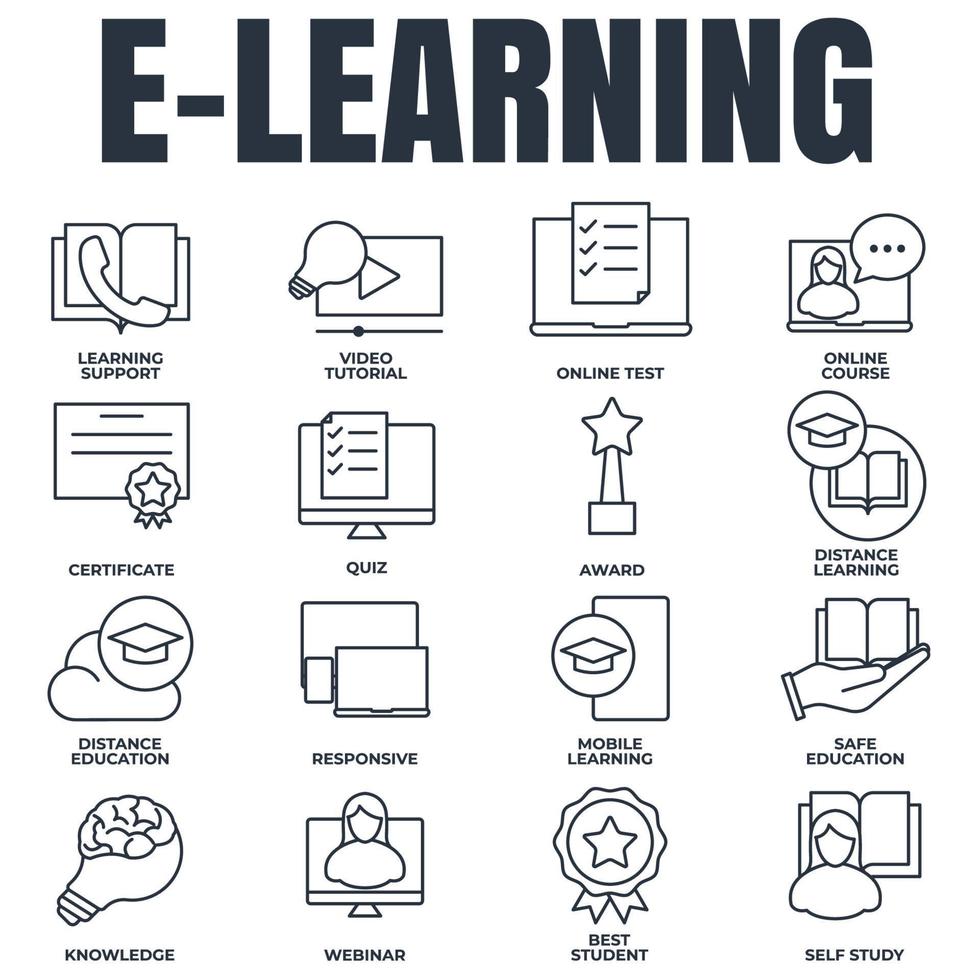 E-LEARNING
LEARNING
SUPPORT
VIDEO
TUTORIAL
ONLINE TEST
ONLINE
COURSE
CERTIFICATE
QUIZ
AWARD
DISTANCE
LEARNING
DISTANCE
EDUCATION
RESPONSIVE
MOBILE
LEARNING
SAFE
EDUCATION
KNOWLEDGE
WEBINAR
BEST
STUDENT
SELF STUDY